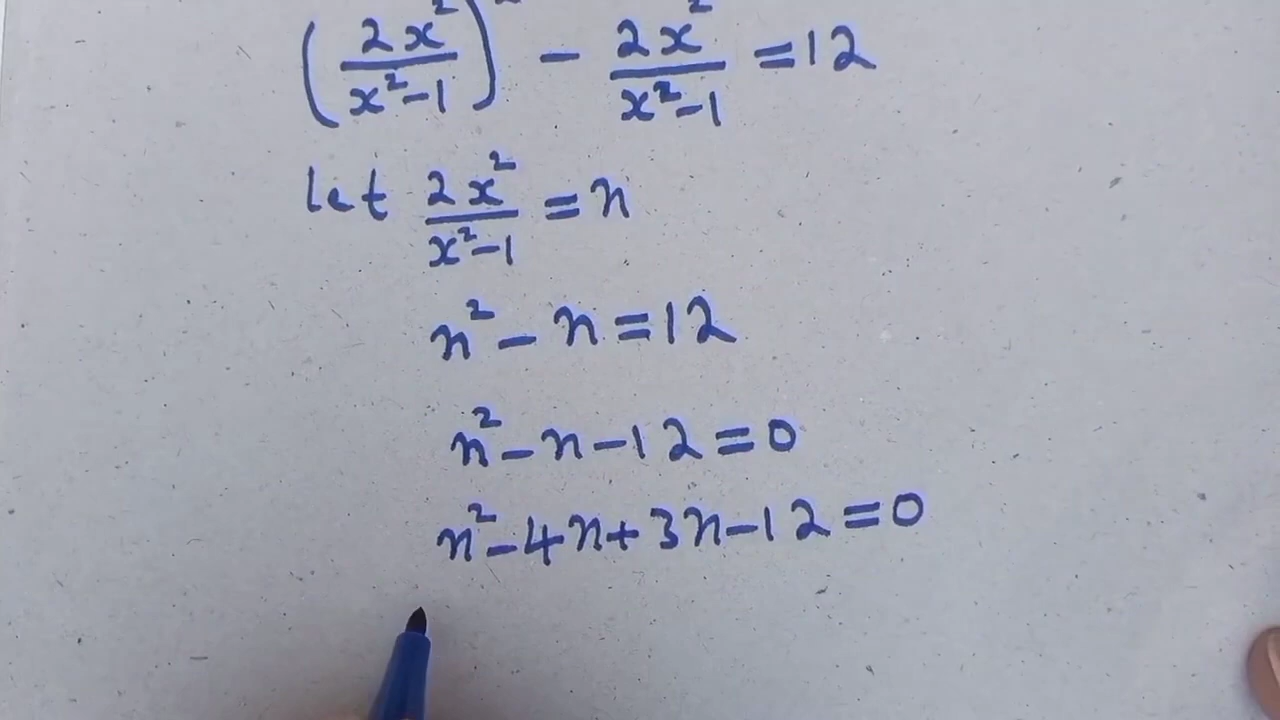 (2x²/x²-1)² - 2x²/x²-1 = 12
let 2x²/x²-1 = n
n² - n = 12
n² - n - 12 = 0
n² - 4n + 3n - 12 = 0